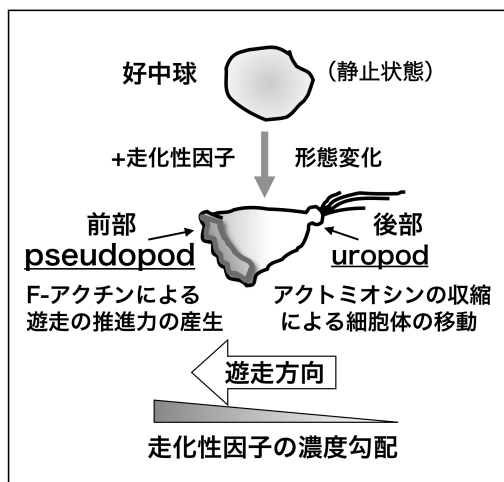 好中球 （静止状態）
+走化性因子 形態変化
前部 後部
pseudopod uropod
F-アクチンによる アクトミオシンの収縮
遊走の推進力の産生 による細胞体の移動
遊走方向
走化性因子の濃度勾配